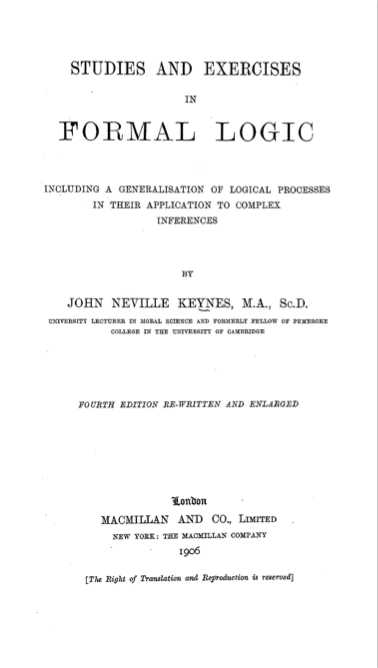 STUDIES AND EXERCISES
IN
FORMAL LOGIC
INCLUDING A GENERALISATION OF LOGICAL PROCESSES
IN THEIR APPLICATION TO COMPLEX
INFERENCES
BY
JOHN NEVILLE KEYNES, M.A., Sc.D.
UNIVERSITY LECTURER IN MORAL SCIENCE AND FORMERLY FELLOW OF PEMBROKE
COLLEGE IN THE UNIVERSITY OF CAMBRIDGE
FOURTH EDITION RE-WRITTEN AND ENLARGED
London
MACMILLAN AND CO., Limited
NEW YORK: THE MACMILLAN COMPANY
1906
[The Right of Translation and Reproduction is reserved]